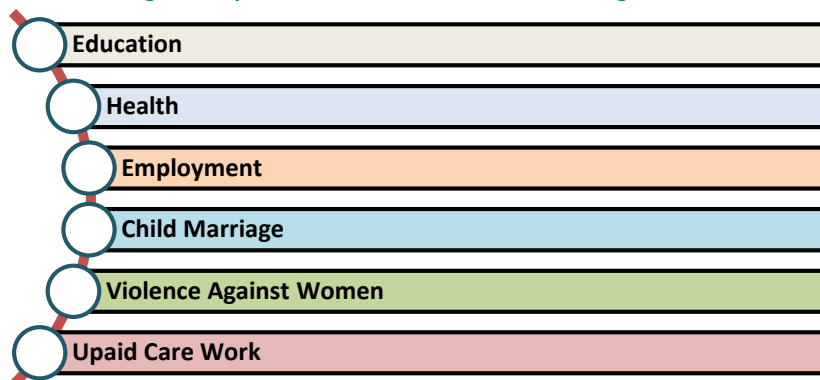 Education
Health
Employment
Child Marriage
Violence Against Women
Upaid Care Work